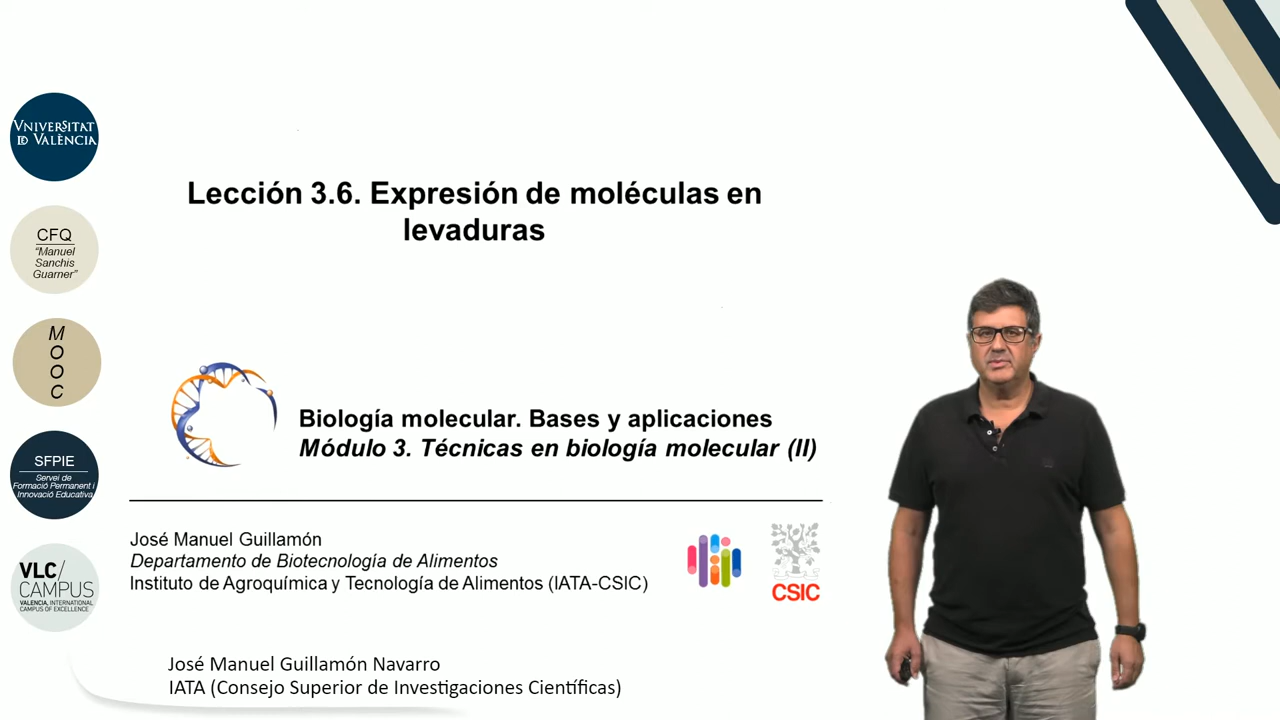 VNIVERSITAT
ID VALÈNCIA
CFQ
“Manuel
Sanchis
Guarner”
M
O
O
C
SFPIE
Servei de
Formació Permanent i
Innovació Educativa
VLC/
CAMPUS
VALENCIA, INTERNATIONAL
CAMPUS OF EXCELLENCE
Lección 3.6. Expresión de moléculas en
levaduras
Biología molecular. Bases y aplicaciones
Módulo 3. Técnicas en biología molecular (II)
José Manuel Guillamón
Departamento de Biotecnología de Alimentos
Instituto de Agroquímica y Tecnología de Alimentos (IATA-CSIC)
CSIC
José Manuel Guillamón Navarro
IATA (Consejo Superior de Investigaciones Científicas)